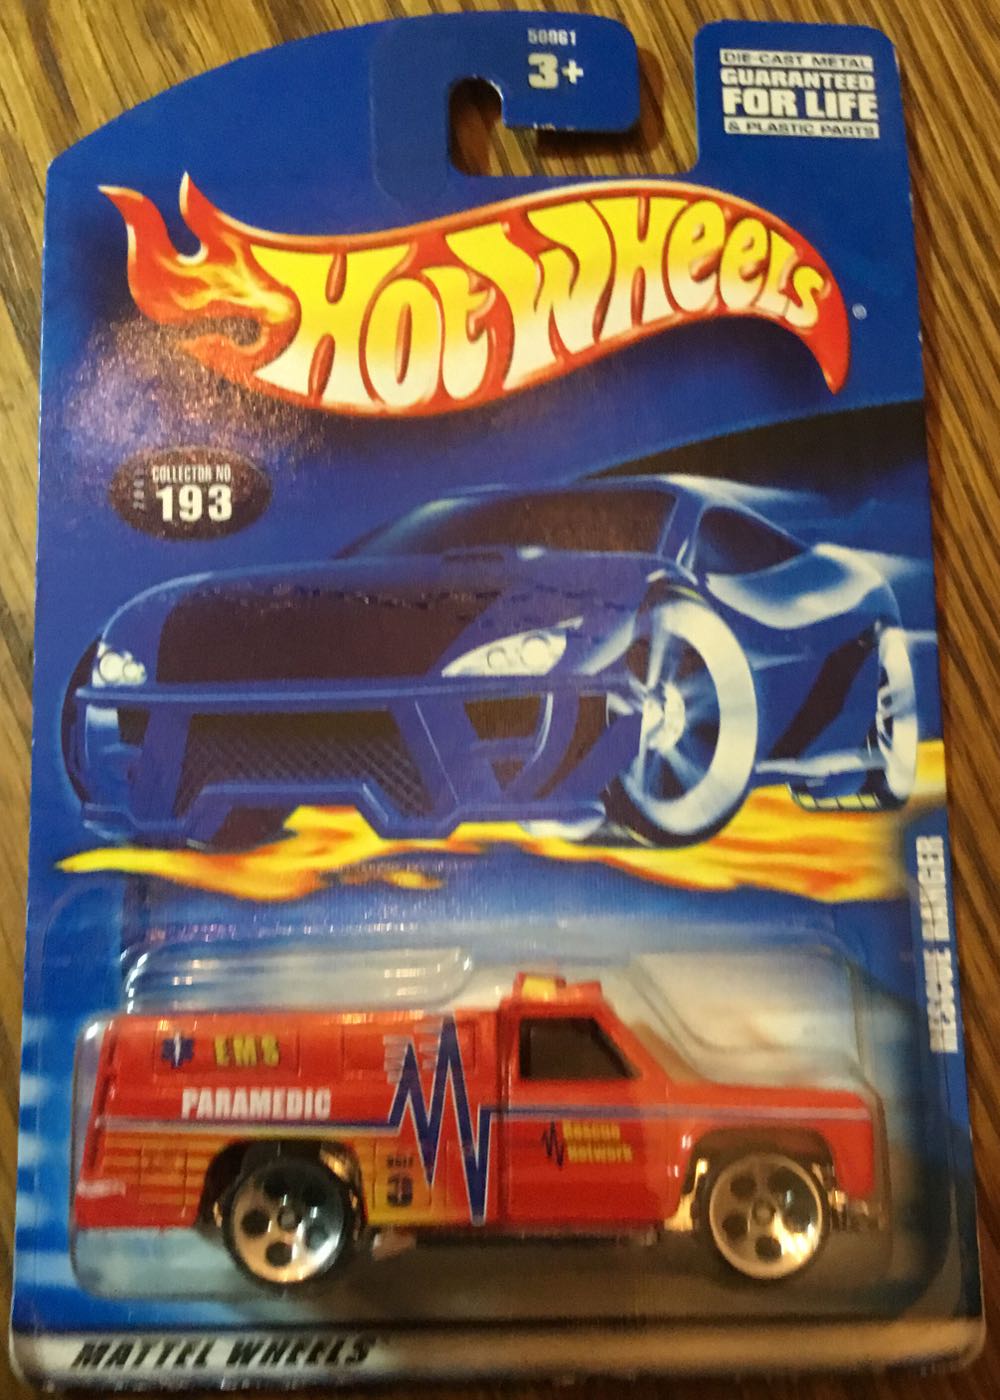 50061
3+
DIE-CAST METAL
GUARANTEED
FOR LIFE
& PLASTIC PARTS
HOT WHEELS
®
COLLECTOR NO.
193
RESCUE RANGER
EMS
PARAMEDIC
Rescue
Network
UNIT
3
MATTEL WHEELS